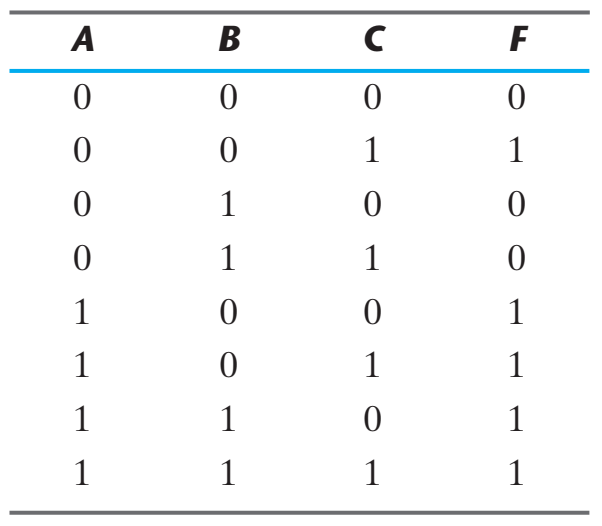 A B C F
0 0 0 0
0 0 1 1
0 1 0 0
0 1 1 0
1 0 0 1
1 0 1 1
1 1 0 1
1 1 1 1